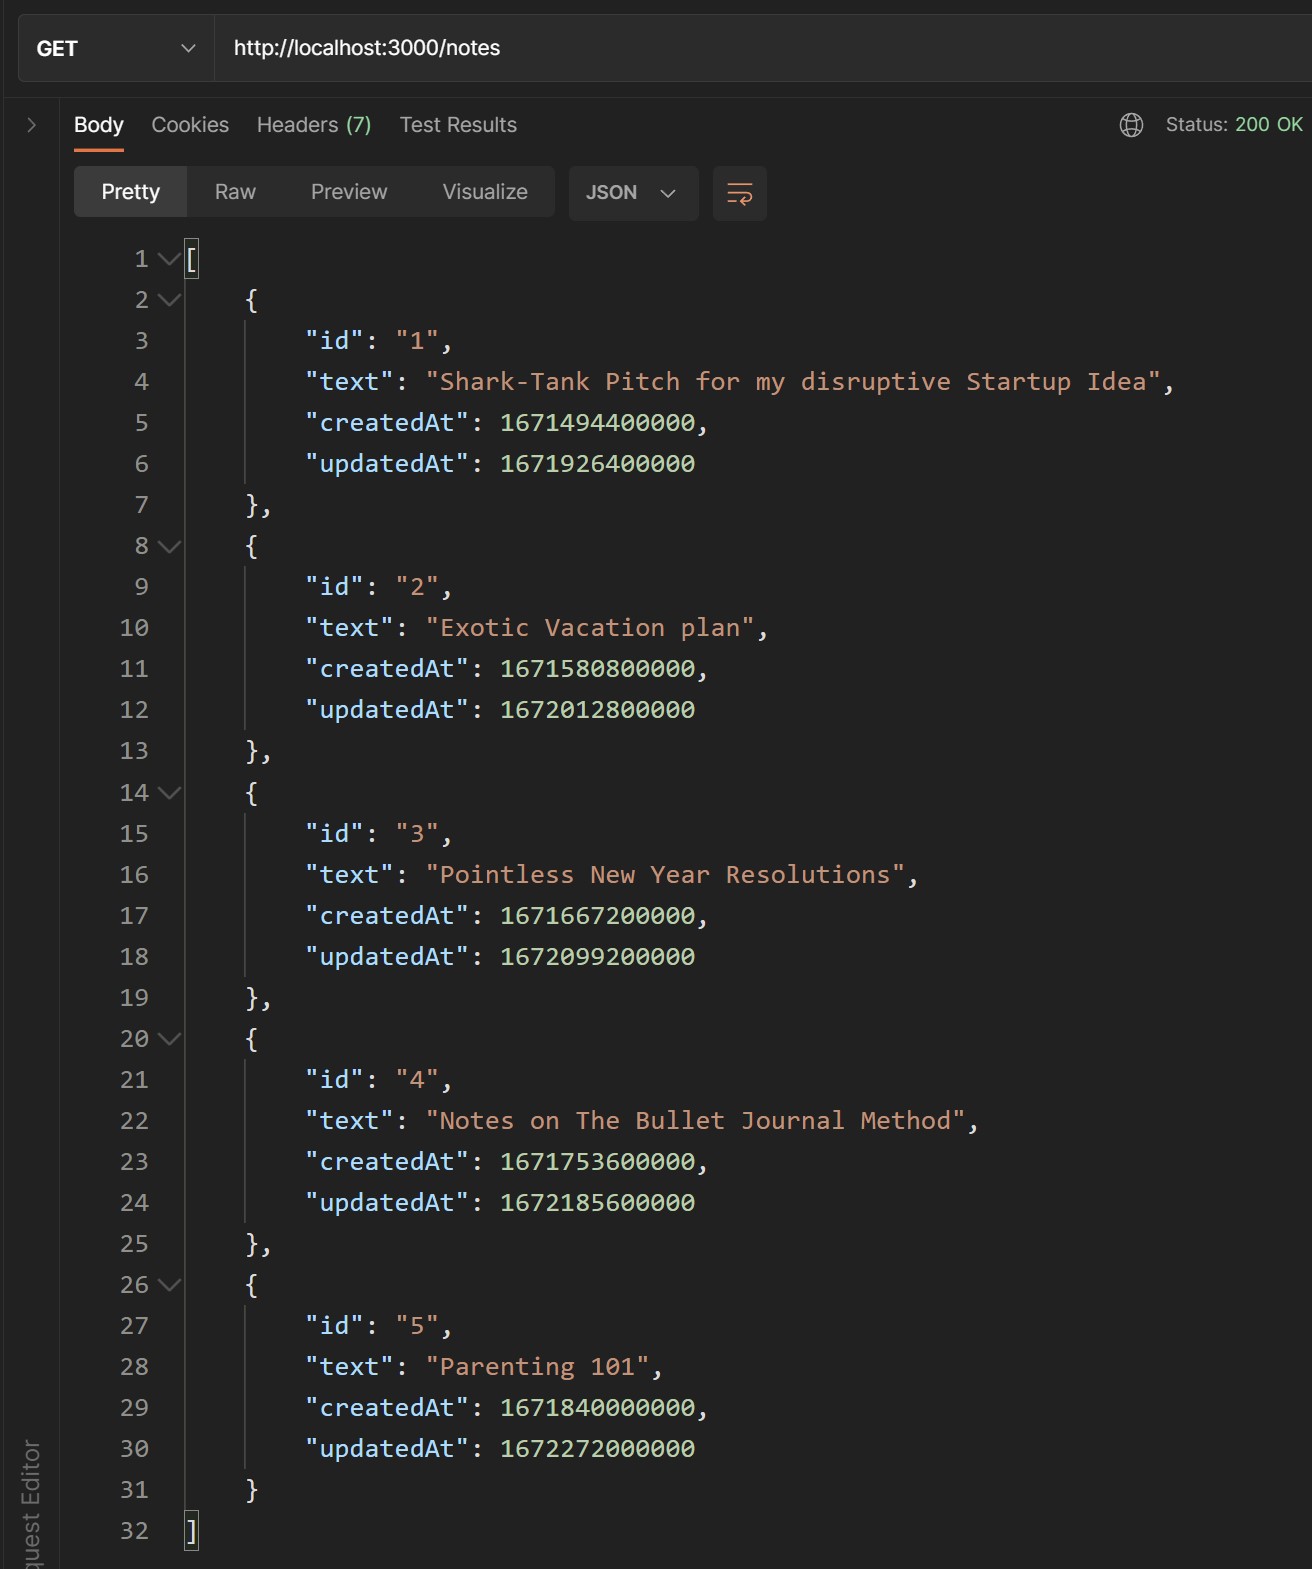 GET http://localhost:3000/notes
Body Cookies Headers (7) Test Results Status: 200 OK
Pretty Raw Preview Visualize JSON
1 [
2 {
3 "id": "1",
4 "text": "Shark-Tank Pitch for my disruptive Startup Idea",
5 "createdAt": 1671494400000,
6 "updatedAt": 1671926400000
7 },
8 {
9 "id": "2",
10 "text": "Exotic Vacation plan",
11 "createdAt": 1671580800000,
12 "updatedAt": 1672012800000
13 },
14 {
15 "id": "3",
16 "text": "Pointless New Year Resolutions",
17 "createdAt": 1671667200000,
18 "updatedAt": 1672099200000
19 },
20 {
21 "id": "4",
22 "text": "Notes on The Bullet Journal Method",
23 "createdAt": 1671753600000,
24 "updatedAt": 1672185600000
25 },
26 {
27 "id": "5",
28 "text": "Parenting 101",
29 "createdAt": 1671840000000,
30 "updatedAt": 1672272000000
31 }
32 ]
quest Editor